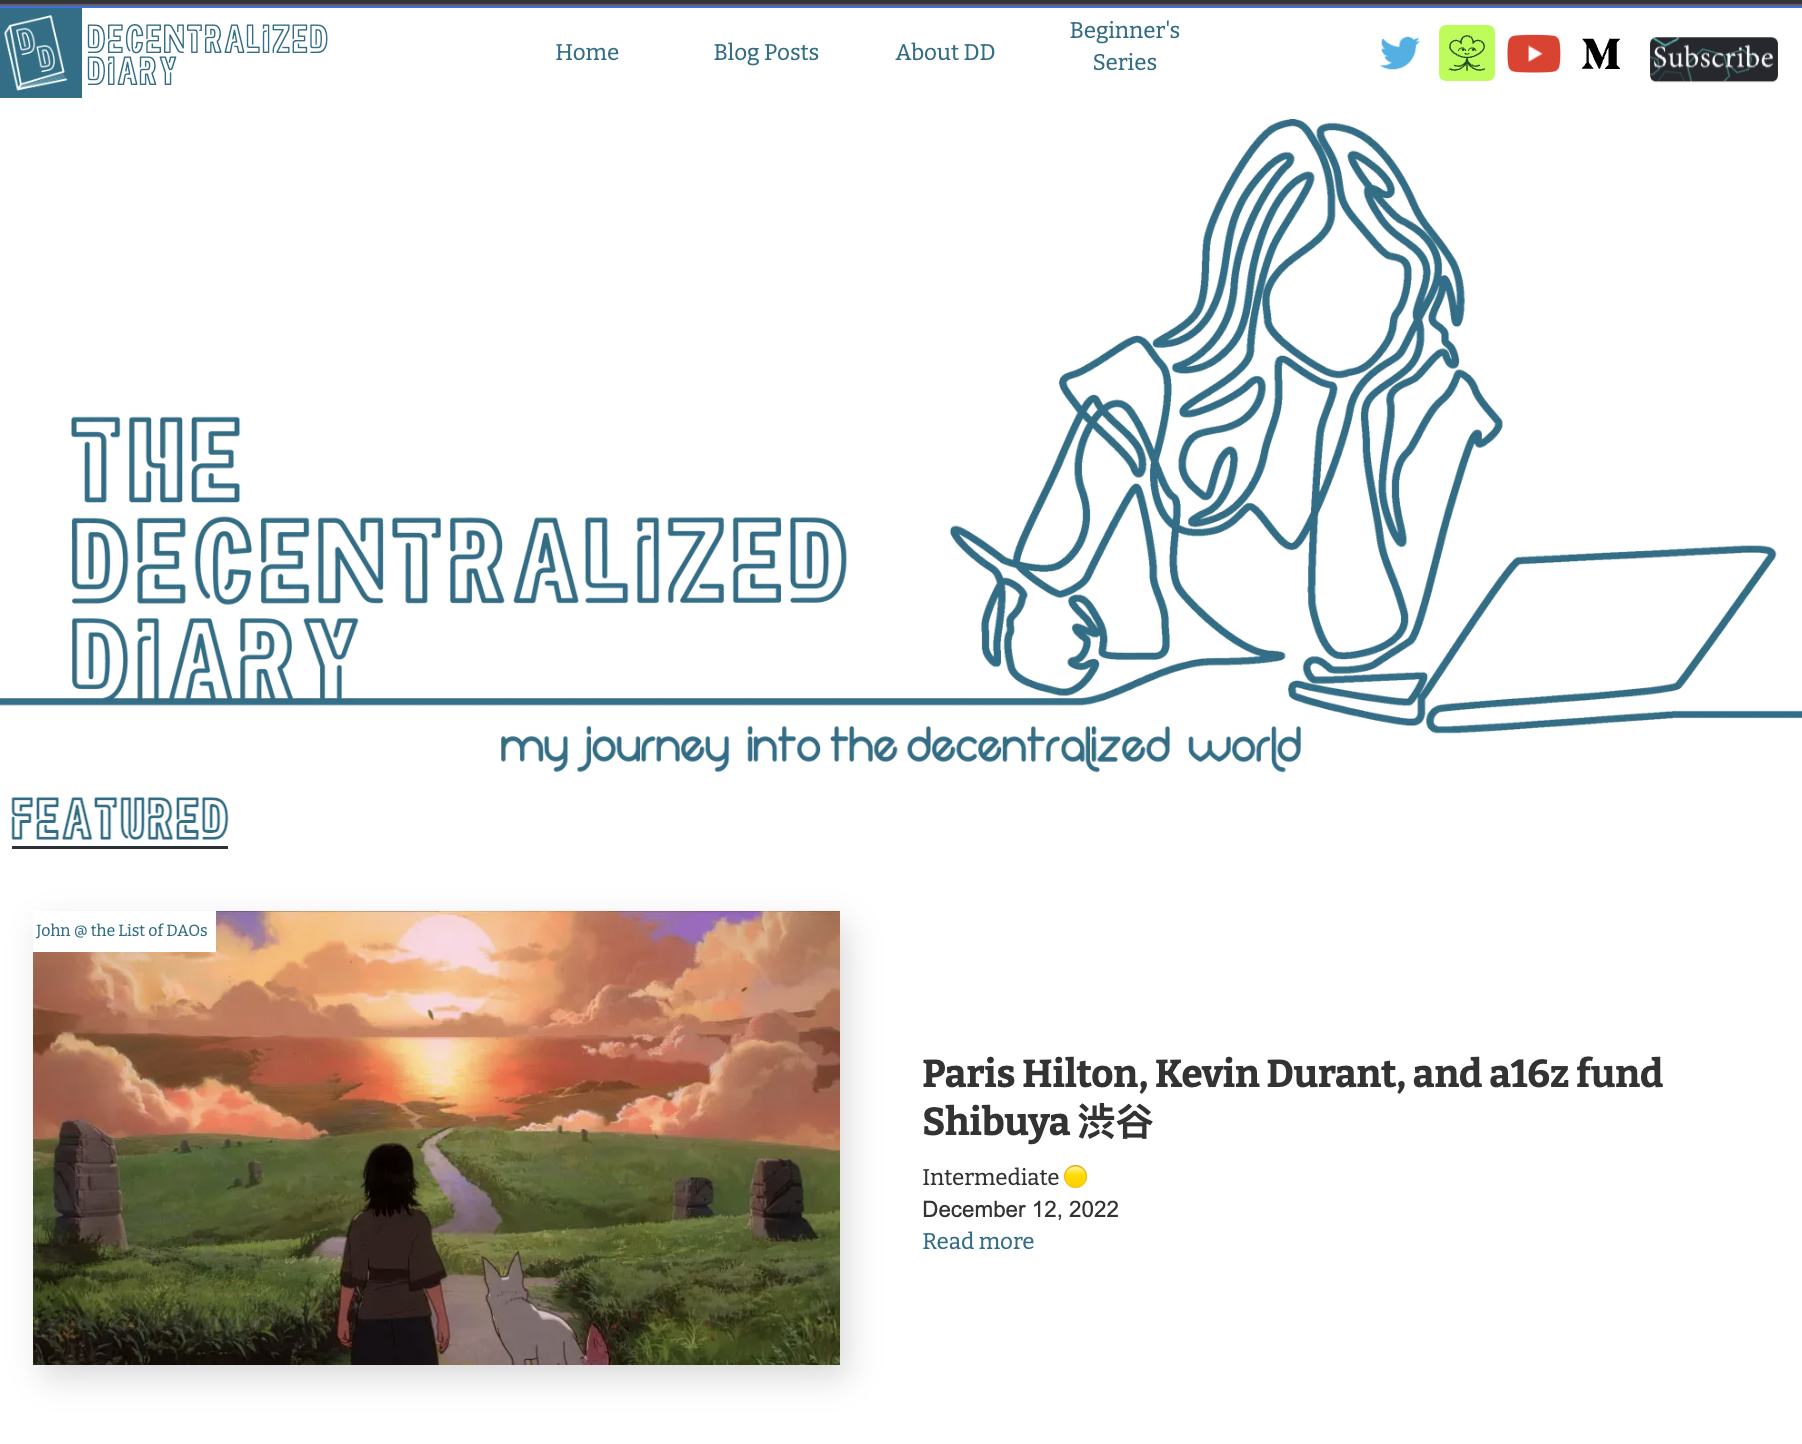 DD
DECENTRALiZED
DiARY
Home
Blog Posts
About DD
Beginner's
Series
M
Subscribe
THE
DECENTRALiZED
DiARY
my journey into the decentralized world
FEATURED
John @ the List of DAOs
Paris Hilton, Kevin Durant, and a16z fund
Shibuya 渋谷
Intermediate 🟡
December 12, 2022
Read more